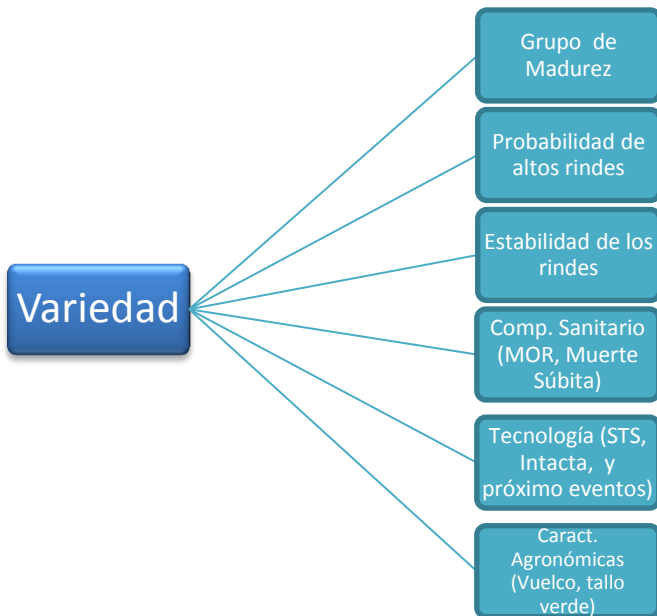 Variedad
Grupo de
Madurez
Probabilidad de
altos rindes
Estabilidad de los
rindes
Comp. Sanitario
(MOR, Muerte
Súbita)
Tecnología (STS,
Intacta, y
próximo eventos)
Caract.
Agronómicas
(Vuelco, tallo
verde)